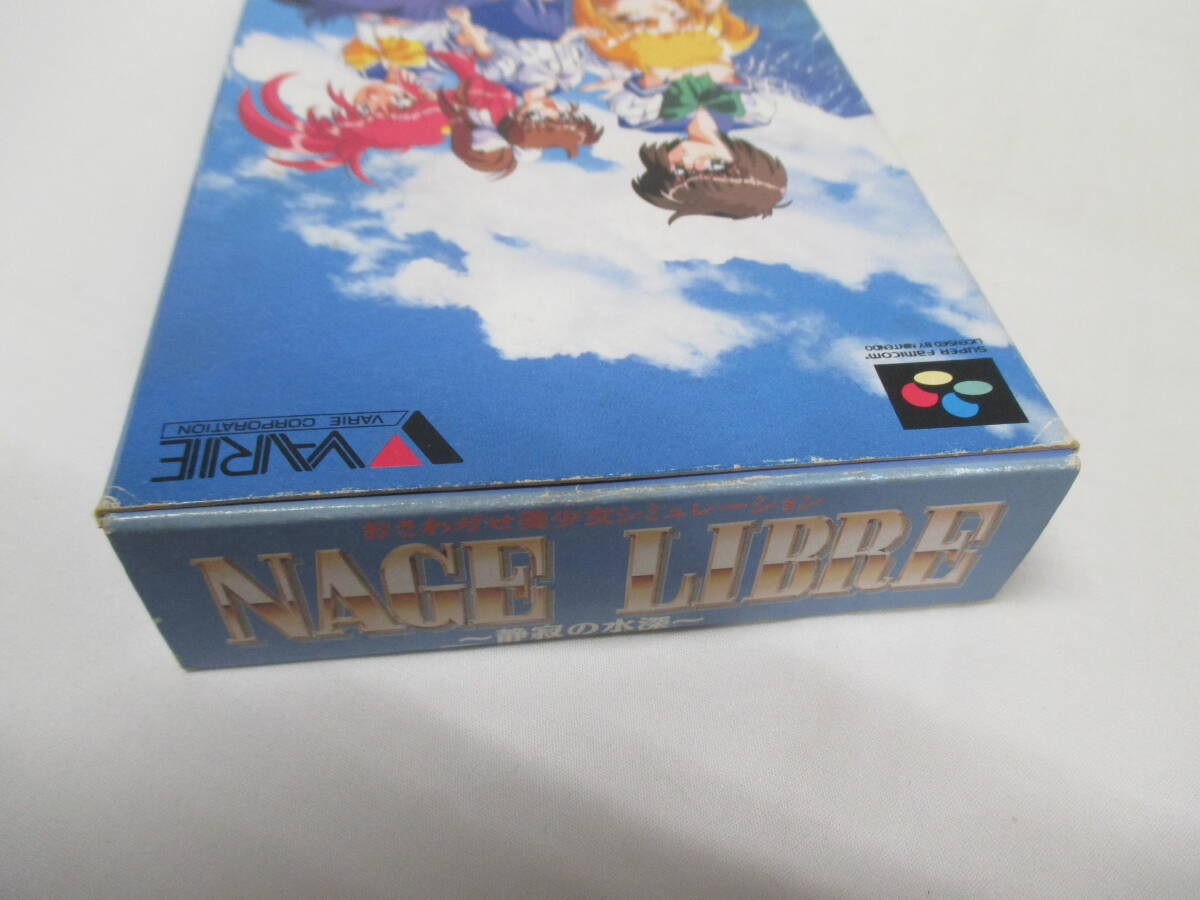 SUPER Famicom
LICENSED BY NINTENDO
VARIE
VARIE CORPORATION
おさわがせ美少女シミュレーション
NAGE LIBRE
～静寂の水深～